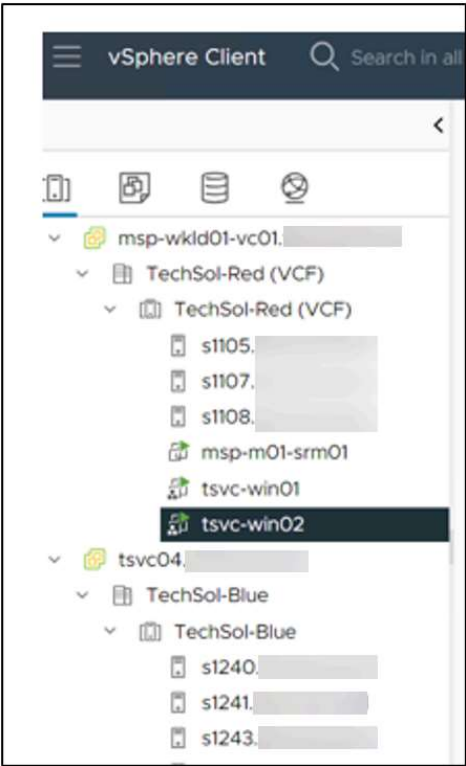 vSphere Client Search in all
msp-wkld01-vc01.
TechSol-Red (VCF)
TechSol-Red (VCF)
s1105.
s1107.
s1108.
msp-m01-srm01
tsvc-win01
tsvc-win02
tsvc04.
TechSol-Blue
TechSol-Blue
s1240.
s1241.
s1243.